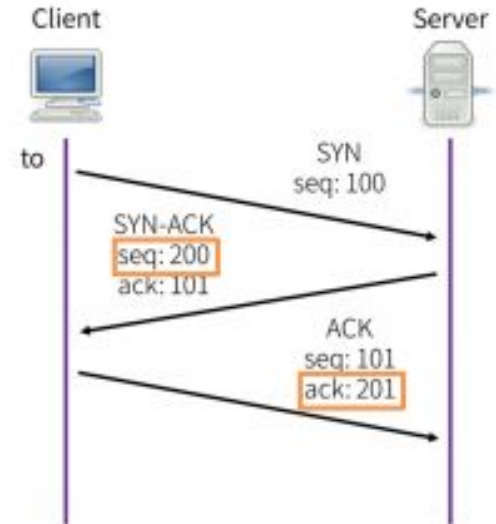 Client
Server
to
SYN
seq: 100
SYN-ACK
seq: 200
ack: 101
ACK
seq: 101
ack: 201